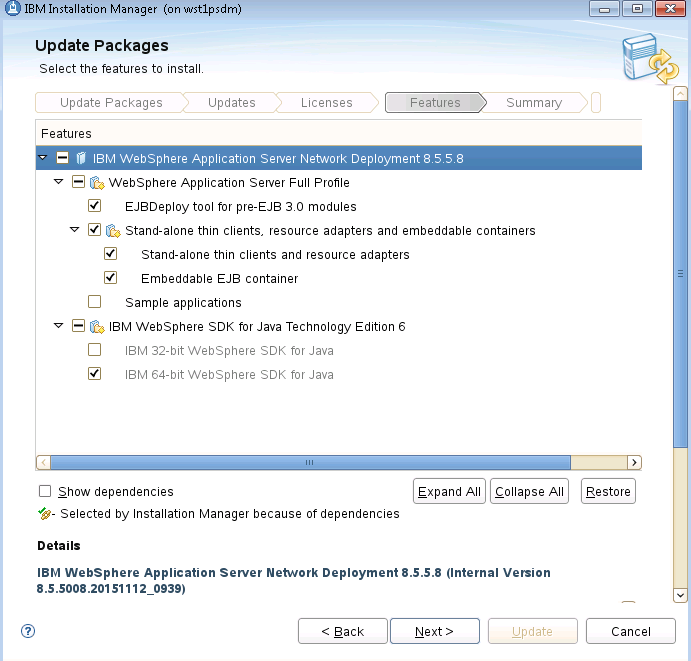 IBM Installation Manager (on wst1psdm)
Update Packages
Select the features to install.
Update Packages Updates Licenses Features Summary
Features
IBM WebSphere Application Server Network Deployment 8.5.5.8
WebSphere Application Server Full Profile
EJBDeploy tool for pre-EJB 3.0 modules
Stand-alone thin clients, resource adapters and embeddable containers
Stand-alone thin clients and resource adapters
Embeddable EJB container
Sample applications
IBM WebSphere SDK for Java Technology Edition 6
IBM 32-bit WebSphere SDK for Java
IBM 64-bit WebSphere SDK for Java
Show dependencies Expand All Collapse All Restore
- Selected by Installation Manager because of dependencies
Details
IBM WebSphere Application Server Network Deployment 8.5.5.8 (Internal Version
8.5.5008.20151112_0939)
? < Back Next > Update Cancel